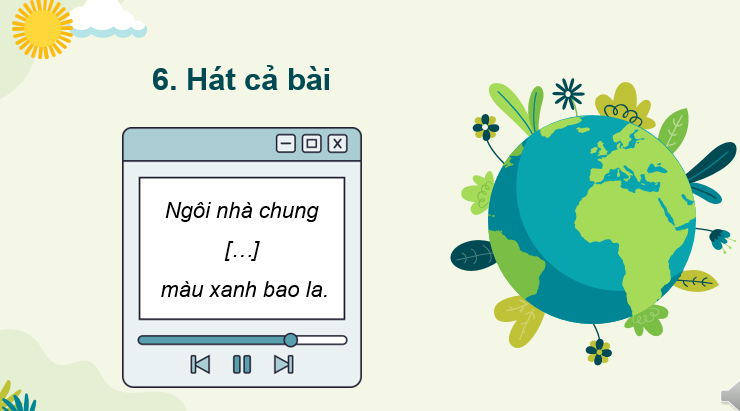 6. Hát cả bài
Ngôi nhà chung
[…]
màu xanh bao la.